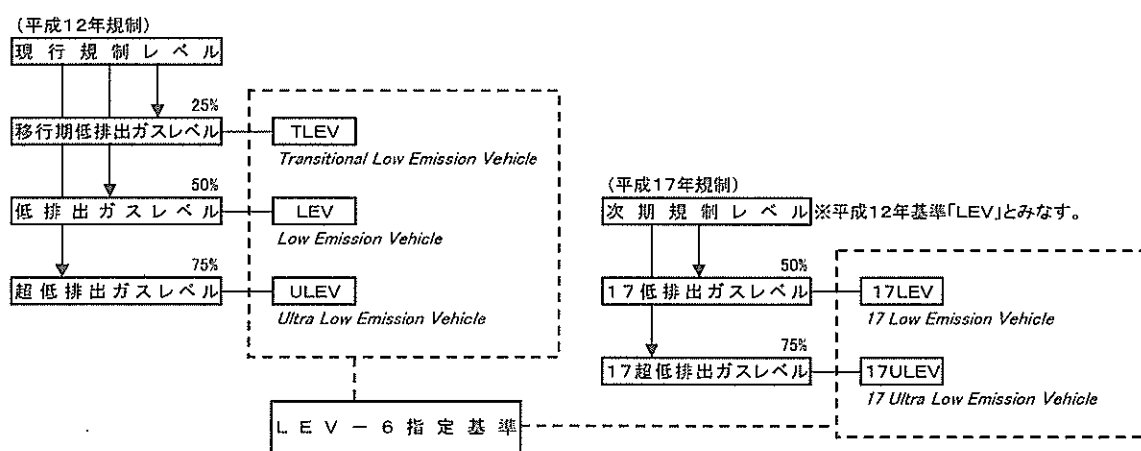 (平成12年規制)
現行規制レベル
25%
移行期低排出ガスレベル
TLEV
Transitional Low Emission Vehicle
50%
低排出ガスレベル
LEV
Low Emission Vehicle
75%
超低排出ガスレベル
ULEV
Ultra Low Emission Vehicle
(平成17年規制)
次期規制レベル ※平成12年基準「LEV」とみなす。
50%
17低排出ガスレベル
17LEV
17 Low Emission Vehicle
75%
17超低排出ガスレベル
17ULEV
17 Ultra Low Emission Vehicle
LEV-6指定基準